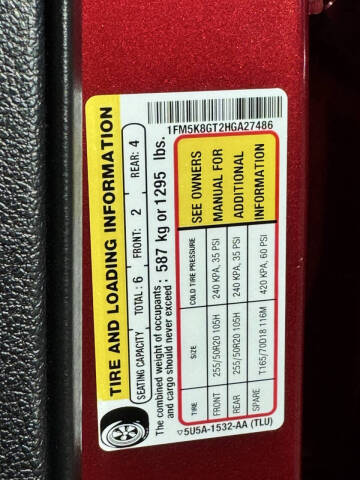 1FM5K8GT2HGA27486
TIRE AND LOADING INFORMATION
SEATING CAPACITY TOTAL: 6 FRONT: 2 REAR: 4
The combined weight of occupants and cargo should never exceed: 587 kg or 1295 lbs.
TIRE SIZE COLD TIRE PRESSURE
FRONT 255/50R20 105H 240 KPA, 35 PSI
REAR 255/50R20 105H 240 KPA, 35 PSI
SPARE T165/70D18 116M 420 KPA, 60 PSI
SEE OWNERS
MANUAL FOR
ADDITIONAL
INFORMATION
5U5A-1532-AA (TLU)